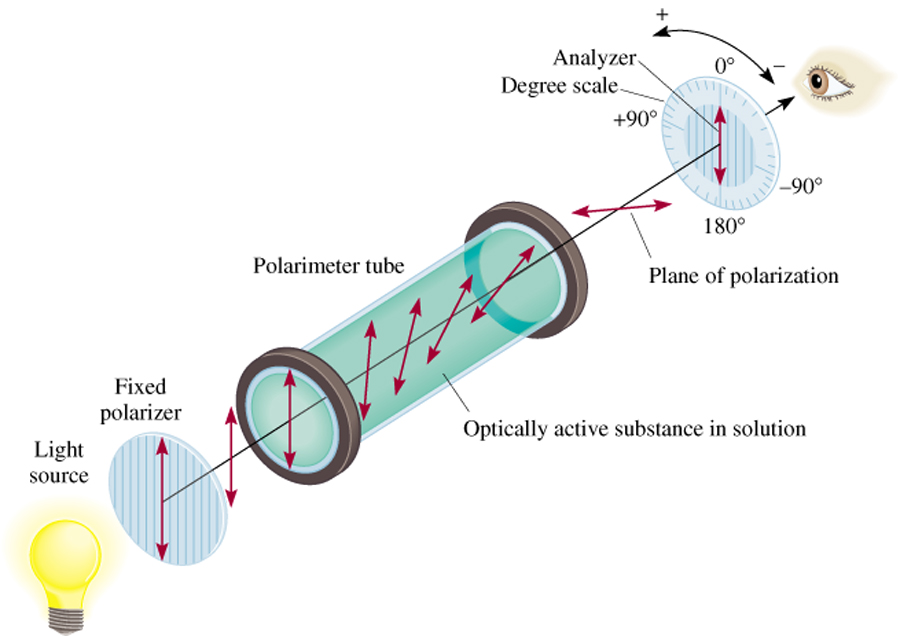 +
Analyzer
0°
–
Degree scale
+90°
–90°
180°
Polarimeter tube
Plane of polarization
Fixed
polarizer
Optically active substance in solution
Light
source